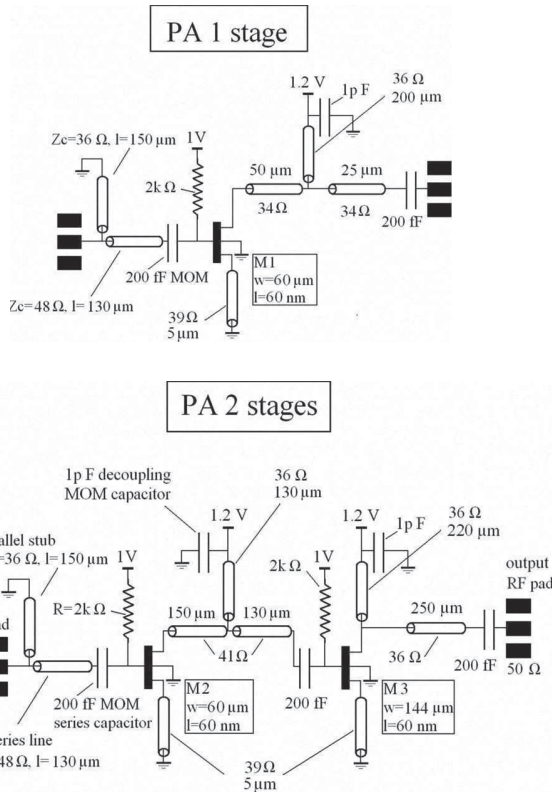 PA 1 stage
36 Ω
200 µm
1p F
1.2 V
Zc=36 Ω, l=150 µm
1V
50 µm
25 µm
2k Ω
34Ω
34Ω
200 fF
200 fF MOM
M1
w=60 µm
l=60 nm
Zc=48 Ω, l= 130 µm
39Ω
5 µm
PA 2 stages
1p F decoupling
MOM capacitor
36 Ω
130 µm
1.2 V
1.2 V
1p F
36 Ω
220 µm
=36 Ω, l=150 µm
1V
2k Ω
1V
output
RF pad
R=2k Ω
150 µm
130 µm
250 µm
41Ω
36 Ω
200 fF
50 Ω
200 fF MOM
series capacitor
M2
w=60 µm
l=60 nm
200 fF
M3
w=144 µm
l=60 nm
line
48 Ω, l= 130 µm
39Ω
5 µm